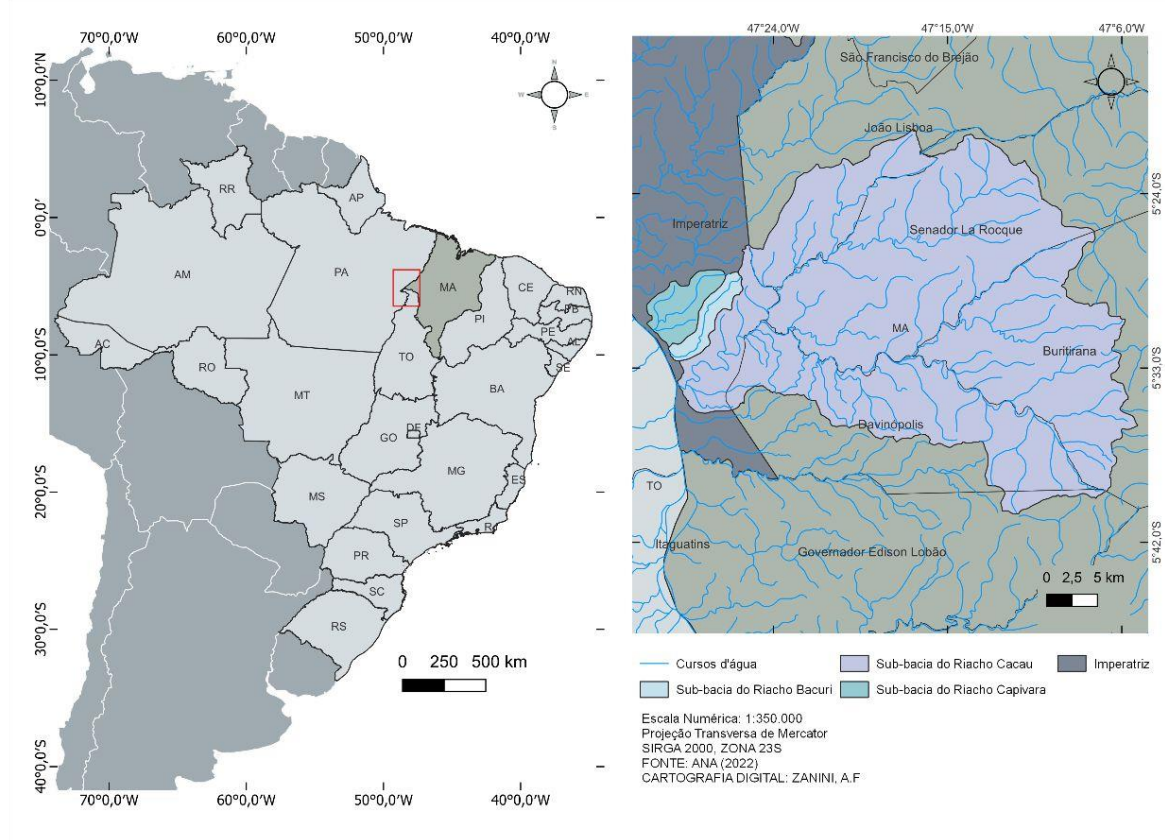 70°0,0'W 60°0,0'W 50°0,0'W 40°0,0'W
10°0,0'N
0°0,0'
10°0,0'S
20°0,0'S
30°0,0'S
40°0,0'S
N
W
E
S
RR
AP
AM
PA
MA
CE
RN
PB
PI
PE
AL
SE
AC
RO
TO
BA
MT
DF
GO
MG
ES
MS
SP
RJ
PR
SC
RS
0 250 500 km
70°0,0'W 60°0,0'W 50°0,0'W 40°0,0'W
47°24,0'W 47°15,0'W 47°6,0'W
São Francisco do Brejão
João Lisboa
5°24,0'S
Imperatriz
Senador La Rocque
MA
Buritirana
5°33,0'S
Davinópolis
TO
Itaguatins
Governador Edison Lobão
5°42,0'S
0 2,5 5 km
Cursos d'água
Sub-bacia do Riacho Cacau
Imperatriz
Sub-bacia do Riacho Bacuri
Sub-bacia do Riacho Capivara
Escala Numérica: 1:350.000
Projeção Transversa de Mercator
SIRGA 2000, ZONA 23S
FONTE: ANA (2022)
CARTOGRAFIA DIGITAL: ZANINI, A.F